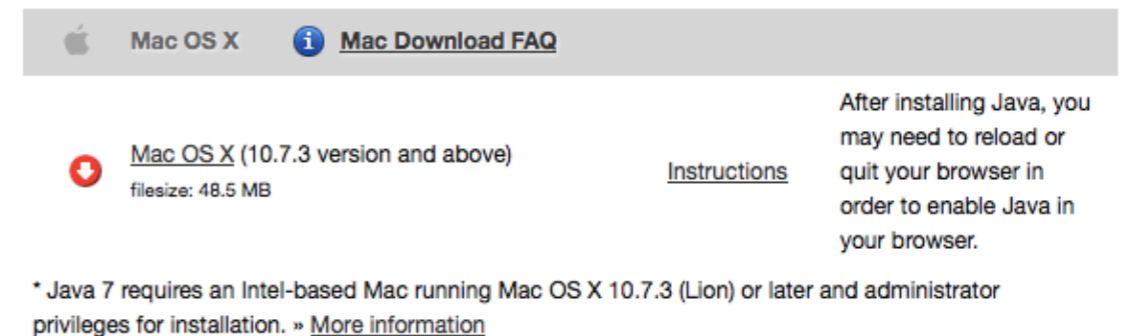 Mac OS X Mac Download FAQ
Mac OS X (10.7.3 version and above)
filesize: 48.5 MB
Instructions
After installing Java, you
may need to reload or
quit your browser in
order to enable Java in
your browser.
* Java 7 requires an Intel-based Mac running Mac OS X 10.7.3 (Lion) or later and administrator
privileges for installation. » More information